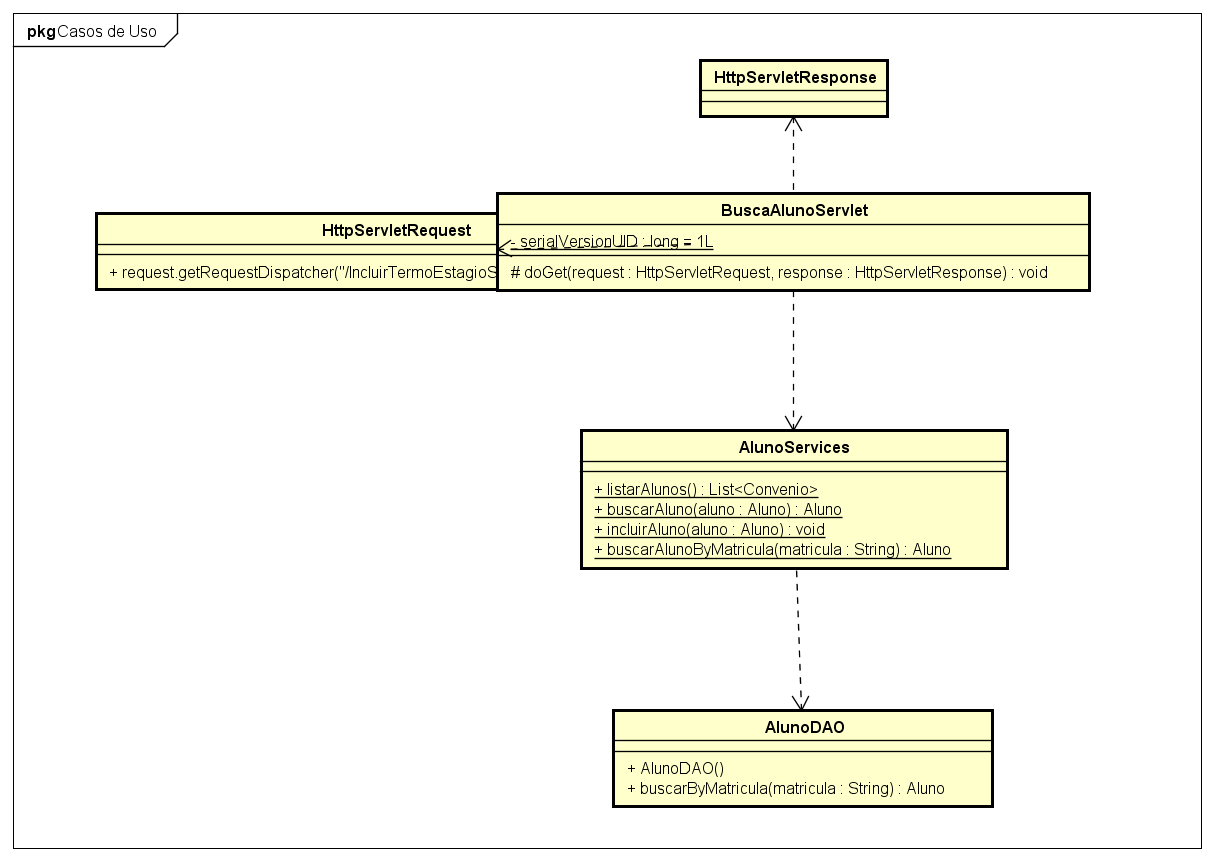 pkg Casos de Uso
HttpServletResponse
HttpServletRequest
+ request.getRequestDispatcher("/IncluirTermoEstagioS
BuscaAlunoServlet
- serialVersionUID : long = 1L
# doGet(request : HttpServletRequest, response : HttpServletResponse) : void
AlunoServices
+ listarAlunos() : List<Convenio>
+ buscarAluno(aluno : Aluno) : Aluno
+ incluirAluno(aluno : Aluno) : void
+ buscarAlunoByMatricula(matricula : String) : Aluno
AlunoDAO
+ AlunoDAO()
+ buscarByMatricula(matricula : String) : Aluno